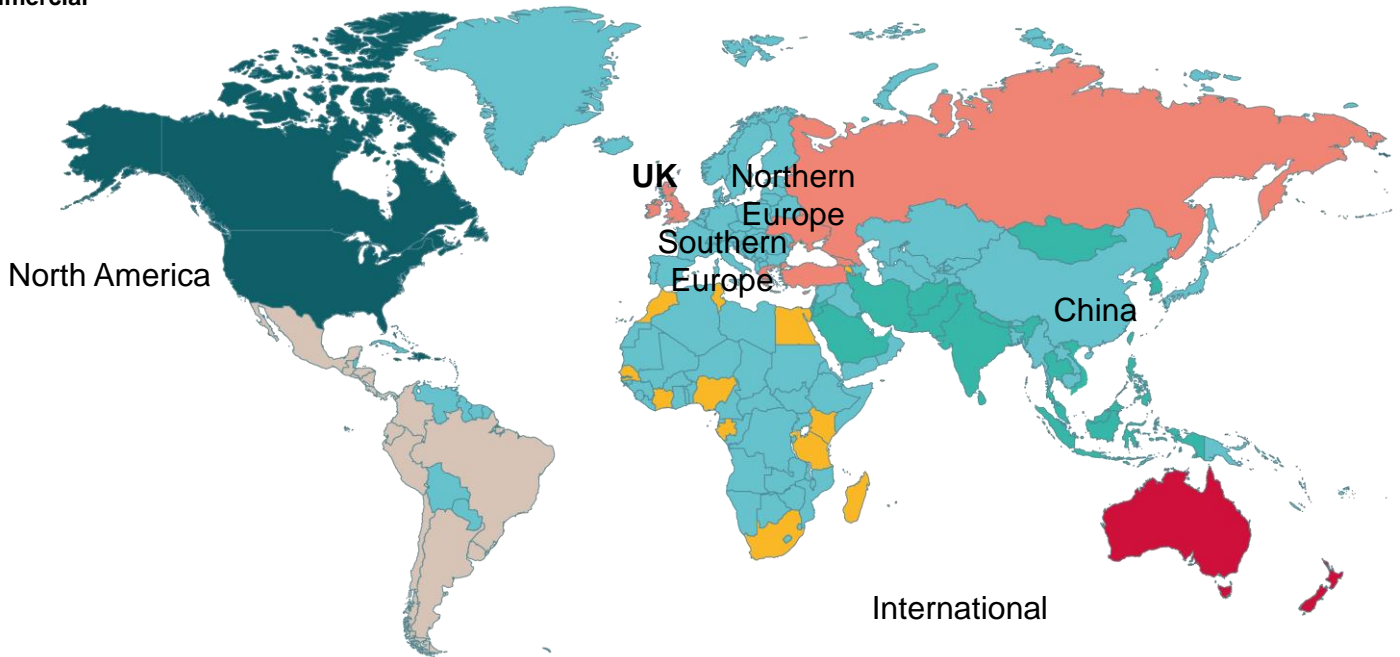 UK
Northern
Europe
Southern
Europe
North America
China
International